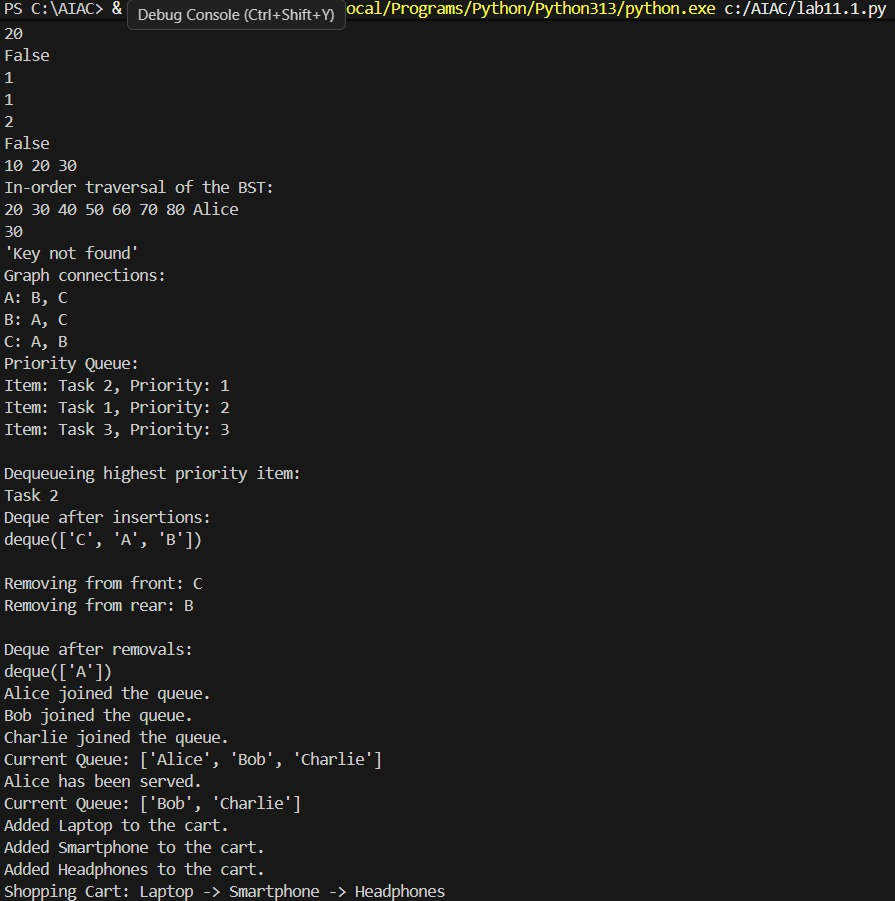 PS C:\AIAC> & ocal/Programs/Python/Python313/python.exe c:/AIAC/lab11.1.py
Debug Console (Ctrl+Shift+Y)
20
False
1
1
2
False
10 20 30
In-order traversal of the BST:
20 30 40 50 60 70 80 Alice
30
'Key not found'
Graph connections:
A: B, C
B: A, C
C: A, B
Priority Queue:
Item: Task 2, Priority: 1
Item: Task 1, Priority: 2
Item: Task 3, Priority: 3
Dequeueing highest priority item:
Task 2
Deque after insertions:
deque(['C', 'A', 'B'])
Removing from front: C
Removing from rear: B
Deque after removals:
deque(['A'])
Alice joined the queue.
Bob joined the queue.
Charlie joined the queue.
Current Queue: ['Alice', 'Bob', 'Charlie']
Alice has been served.
Current Queue: ['Bob', 'Charlie']
Added Laptop to the cart.
Added Smartphone to the cart.
Added Headphones to the cart.
Shopping Cart: Laptop -> Smartphone -> Headphones